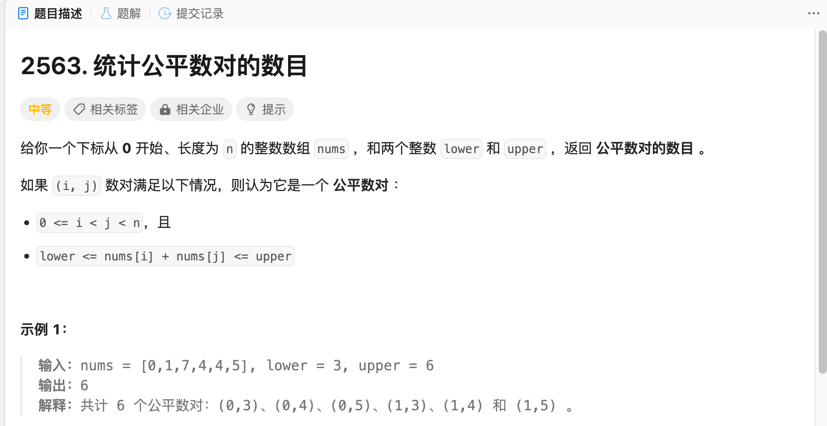 题目描述 题解 提交记录 ...
2563. 统计公平数对的数目
中等 相关标签 相关企业 提示
给你一个下标从 0 开始、长度为 n 的整数数组 nums ，和两个整数 lower 和 upper ，返回 公平数对的数目 。
如果 (i, j) 数对满足以下情况，则认为它是一个 公平数对 ：
• 0 <= i < j < n，且
• lower <= nums[i] + nums[j] <= upper
示例 1：
输入：nums = [0,1,7,4,4,5], lower = 3, upper = 6
输出：6
解释：共计 6 个公平数对：(0,3)、(0,4)、(0,5)、(1,3)、(1,4) 和 (1,5) 。